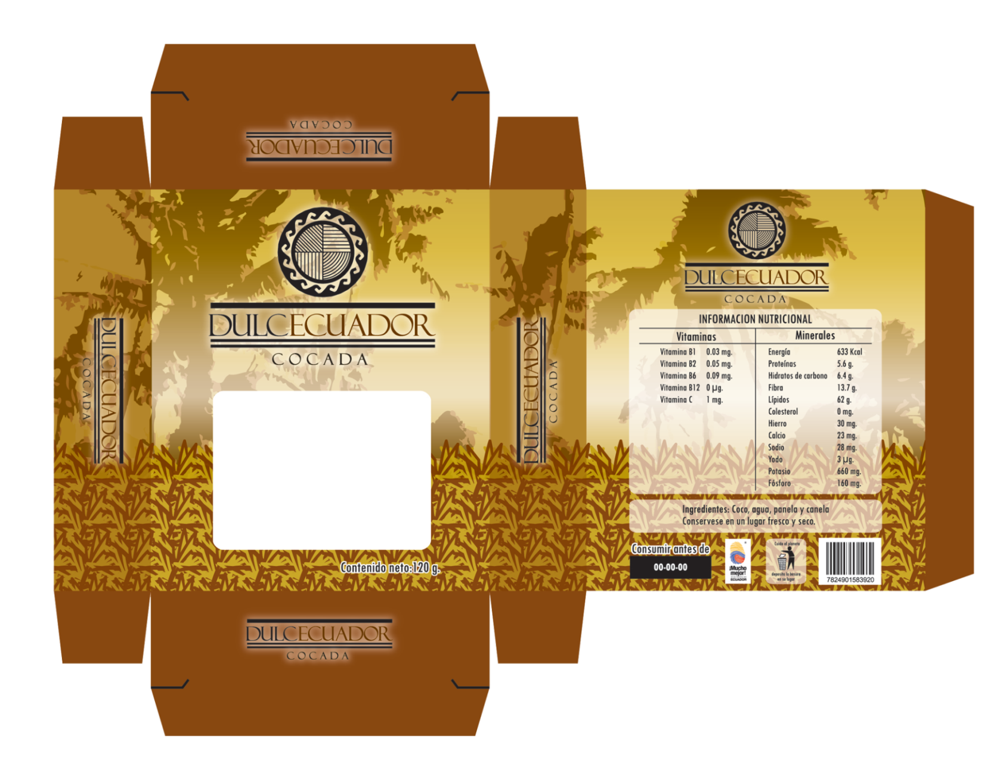 COCADA
DULCECUADOR
DULCECUADOR
COCADA
DULCECUADOR
COCADA
Contenido neto:120 g.
DULCECUADOR
COCADA
DULCECUADOR
COCADA
DULCECUADOR
COCADA
INFORMACION NUTRICIONAL
Vitaminas
Vitamina B1 0.03 mg.
Vitamina B2 0.05 mg.
Vitamina B6 0.09 mg.
Vitamina B12 0 µg.
Vitamina C 1 mg.
Minerales
Energía 633 Kcal
Proteínas 5.6 g.
Hidratos de carbono 6.4 g.
Fibra 13.7 g.
Lípidos 62 g.
Colesterol 0 mg.
Hierro 30 mg.
Calcio 23 mg.
Sodio 28 mg.
Yodo 3 µg.
Potasio 660 mg.
Fósforo 160 mg.
Ingredientes: Coco, agua, panela y canela
Conservese en un lugar fresco y seco.
Consumir antes de
00-00-00
¡Mucho
mejor!
ECUADOR
Cuida el planeta
deposite la basura
en su lugar
7824901583920